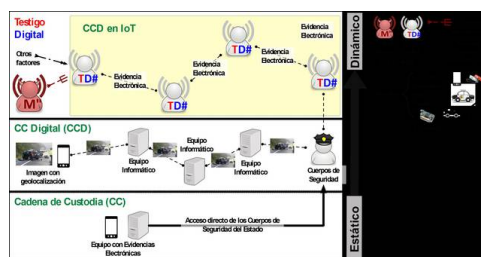 Testigo
Digital
CCD en IoT
Otros
factores
Evidencia
Electrónica
Evidencia
Electrónica
Evidencia
Electrónica
Evidencia
Electrónica
TD#
TD#
TD#
TD#
M"
CC Digital (CCD)
Imagen con
geolocalización
Equipo
Informático
Equipo
Informático
Equipo
Informático
Cuerpos de
Seguridad
Cadena de Custodia (CC)
Equipo con Evidencias
Electrónicas
Acceso directo de los Cuerpos de
Seguridad del Estado
Dinámico
Estático
TD#